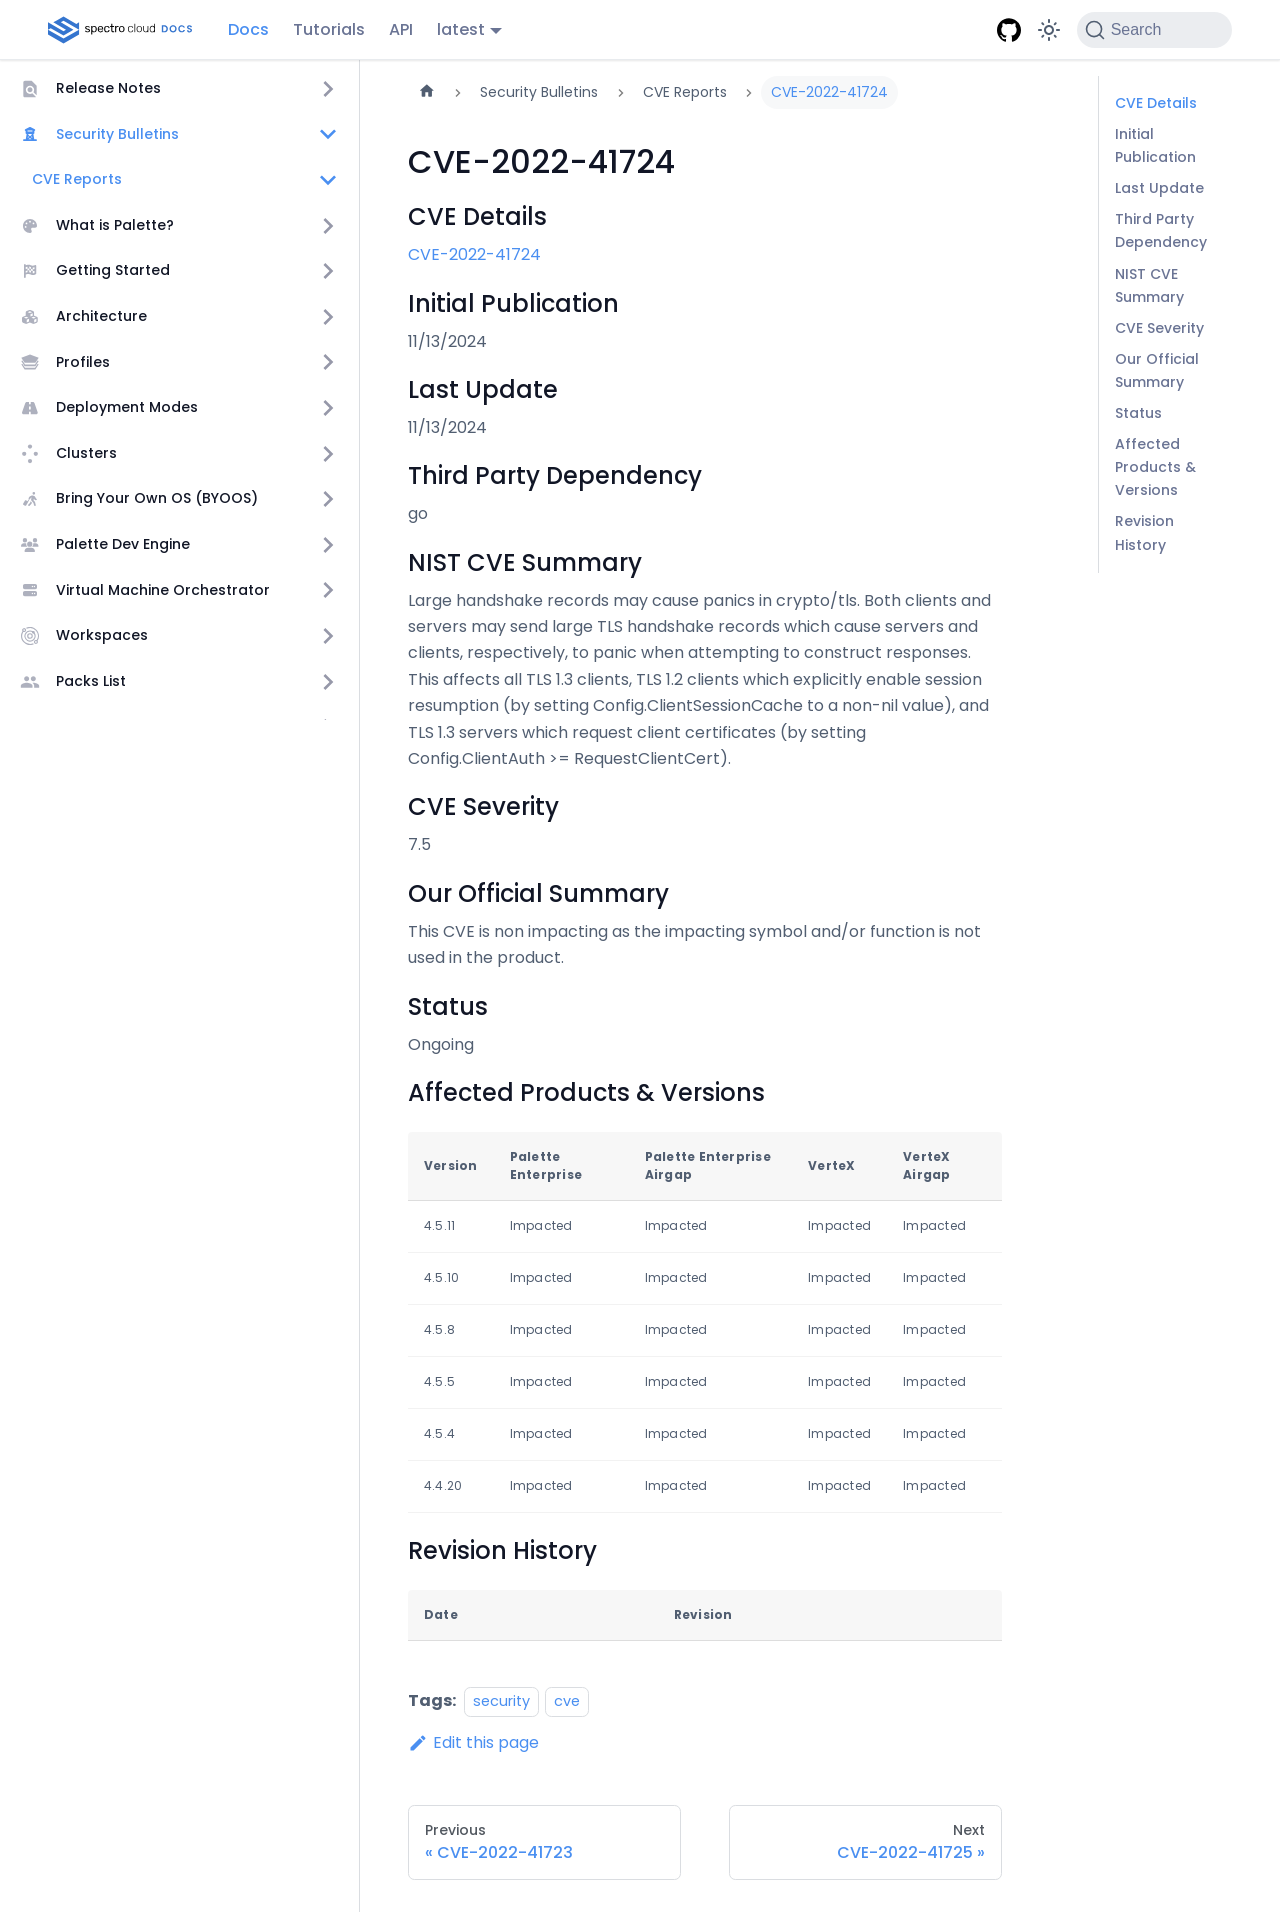 spectro cloud DOCS
Docs
Tutorials
API
latest
Search
Release Notes
Security Bulletins
CVE Reports
What is Palette?
Getting Started
Architecture
Profiles
Deployment Modes
Clusters
Bring Your Own OS (BYOOS)
Palette Dev Engine
Virtual Machine Orchestrator
Workspaces
Packs List
Security Bulletins
CVE Reports
CVE-2022-41724
CVE-2022-41724
CVE Details
CVE-2022-41724
Initial Publication
11/13/2024
Last Update
11/13/2024
Third Party Dependency
go
NIST CVE Summary
Large handshake records may cause panics in crypto/tls. Both clients and
servers may send large TLS handshake records which cause servers and
clients, respectively, to panic when attempting to construct responses.
This affects all TLS 1.3 clients, TLS 1.2 clients which explicitly enable session
resumption (by setting Config.ClientSessionCache to a non-nil value), and
TLS 1.3 servers which request client certificates (by setting
Config.ClientAuth >= RequestClientCert).
CVE Severity
7.5
Our Official Summary
This CVE is non impacting as the impacting symbol and/or function is not
used in the product.
Status
Ongoing
Affected Products & Versions
Version Palette Enterprise Palette Enterprise Airgap VerteX VerteX Airgap
4.5.11 Impacted Impacted Impacted Impacted
4.5.10 Impacted Impacted Impacted Impacted
4.5.8 Impacted Impacted Impacted Impacted
4.5.5 Impacted Impacted Impacted Impacted
4.5.4 Impacted Impacted Impacted Impacted
4.4.20 Impacted Impacted Impacted Impacted
Revision History
Date Revision
Tags: security cve
Edit this page
Previous
« CVE-2022-41723
Next
CVE-2022-41725 »
CVE Details
Initial
Publication
Last Update
Third Party
Dependency
NIST CVE
Summary
CVE Severity
Our Official
Summary
Status
Affected
Products &
Versions
Revision
History